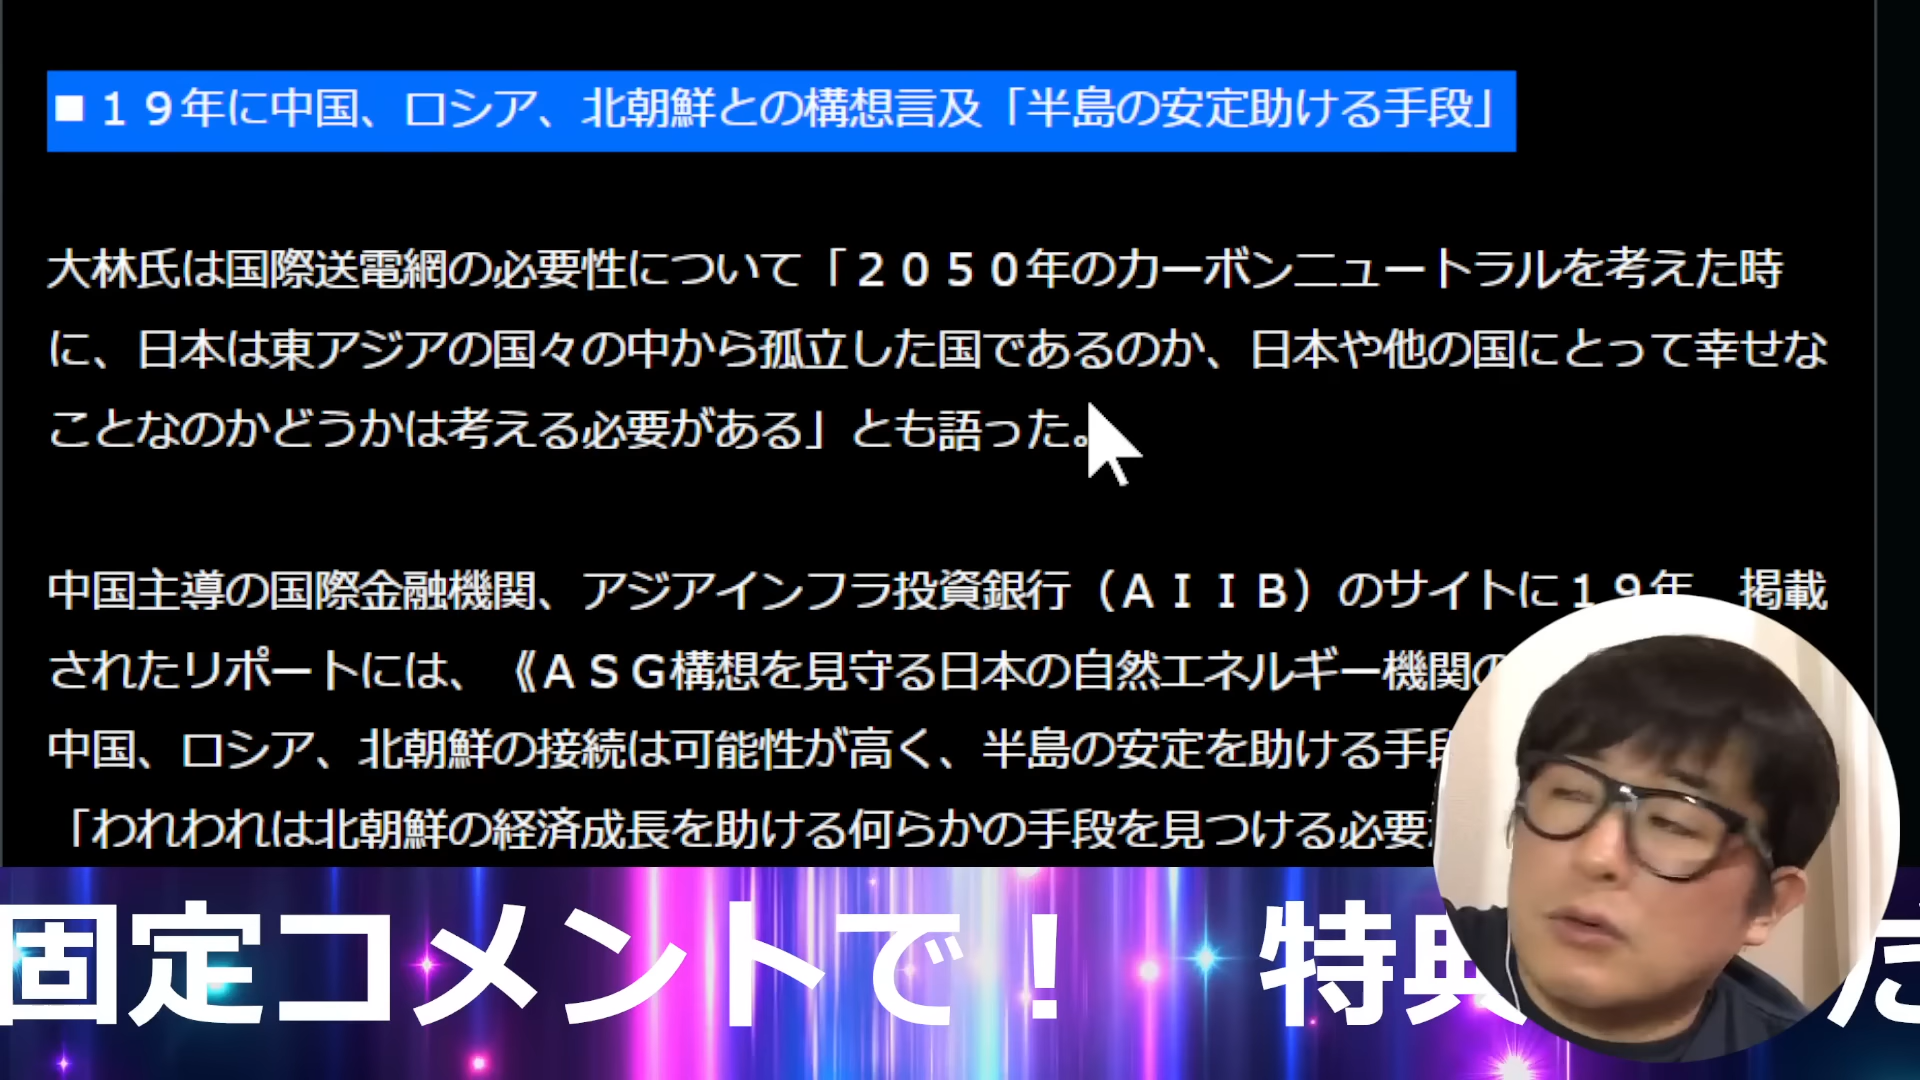 ■１９年に中国、ロシア、北朝鮮との構想言及「半島の安定助ける手段」
大林氏は国際送電網の必要性について「２０５０年のカーボンニュートラルを考えた時
に、日本は東アジアの国々の中から孤立した国であるのか、日本や他の国にとって幸せな
ことなのかどうかは考える必要がある」とも語った。
中国主導の国際金融機関、アジアインフラ投資銀行（ＡＩＩＢ）のサイトに１９年、掲載
されたリポートには、《ＡＳＧ構想を見守る日本の自然エネルギー機関の
中国、ロシア、北朝鮮の接続は可能性が高く、半島の安定を助ける手段
「われわれは北朝鮮の経済成長を助ける何らかの手段を見つける必要
固定コメントで！ 特典